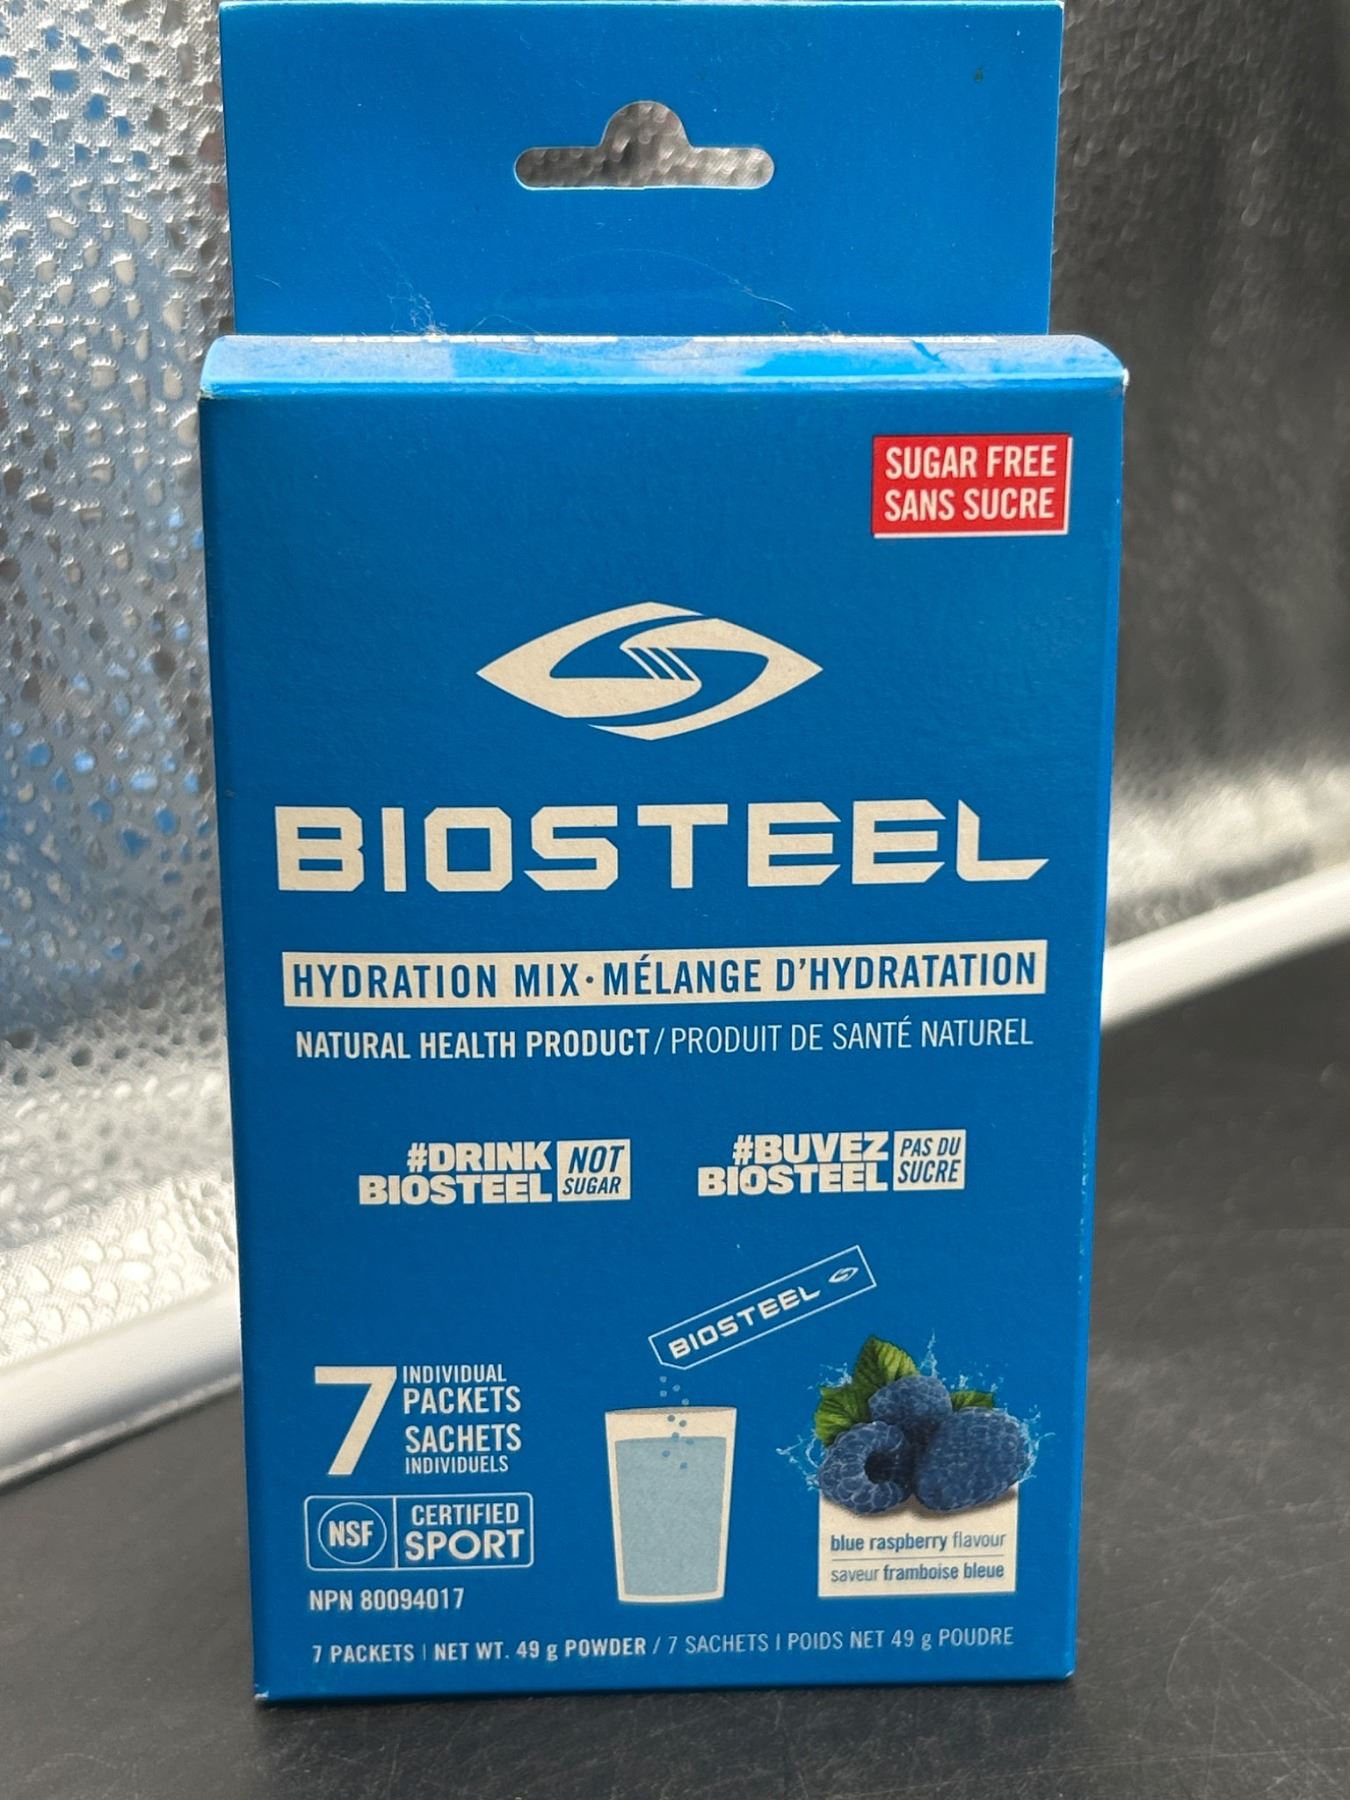 SUGAR FREE
SANS SUCRE
BIOSTEEL
HYDRATION MIX·MÉLANGE D'HYDRATATION
NATURAL HEALTH PRODUCT/PRODUIT DE SANTÉ NATUREL
#DRINK
BIOSTEEL
NOT
SUGAR
#BUVEZ
BIOSTEEL
PAS DU
SUCRE
BIOSTEEL
7
INDIVIDUAL
PACKETS
SACHETS
INDIVIDUELS
NSF
CERTIFIED
SPORT
NPN 80094017
blue raspberry flavour
saveur framboise bleue
7 PACKETS | NET WT. 49 g POWDER / 7 SACHETS | POIDS NET 49 g POUDRE